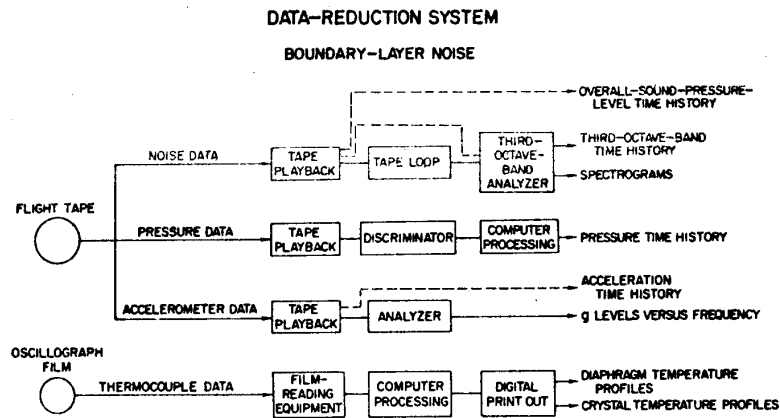 DATA-REDUCTION SYSTEM
BOUNDARY-LAYER NOISE
OVERALL-SOUND-PRESSURE-
LEVEL TIME HISTORY
NOISE DATA
TAPE
PLAYBACK
TAPE LOOP
THIRD-
OCTAVE-
BAND
ANALYZER
THIRD-OCTAVE-BAND
TIME HISTORY
SPECTROGRAMS
FLIGHT TAPE
PRESSURE DATA
TAPE
PLAYBACK
DISCRIMINATOR
COMPUTER
PROCESSING
PRESSURE TIME HISTORY
ACCELEROMETER DATA
TAPE
PLAYBACK
ANALYZER
ACCELERATION
TIME HISTORY
g LEVELS VERSUS FREQUENCY
OSCILLOGRAPH
FILM
THERMOCOUPLE DATA
FILM-
READING
EQUIPMENT
COMPUTER
PROCESSING
DIGITAL
PRINT OUT
DIAPHRAGM TEMPERATURE
PROFILES
CRYSTAL TEMPERATURE PROFILES